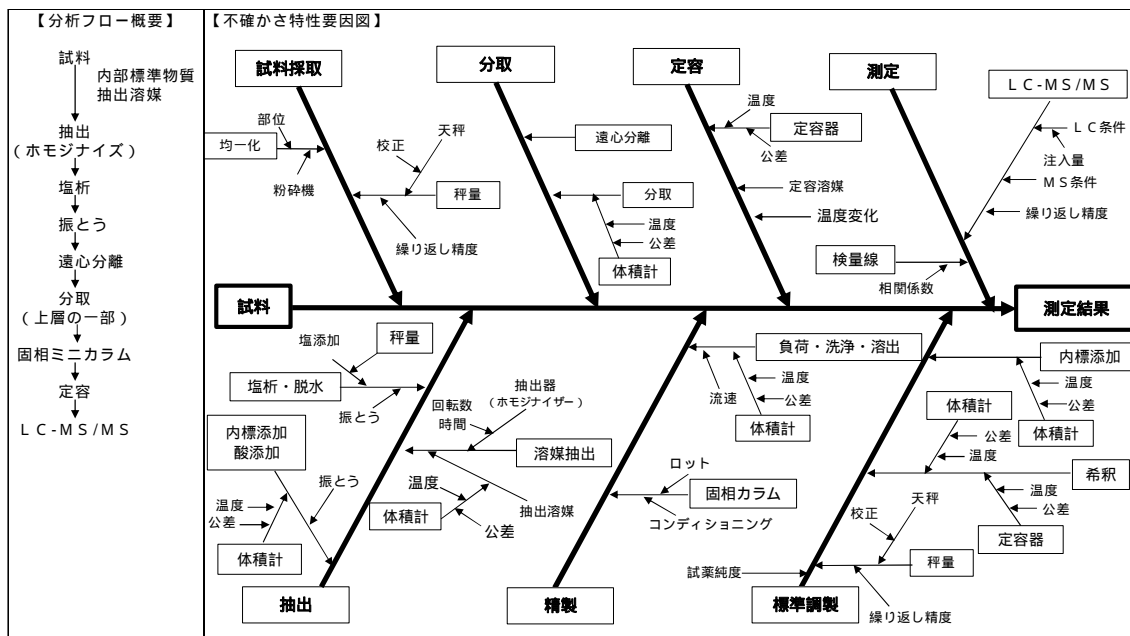 【分析フロー概要】
試料
内部標準物質
抽出溶媒
抽出
(ホモジナイズ)
塩析
振とう
遠心分離
分取
(上層の一部)
固相ミニカラム
定容
LC-MS/MS
【不確かさ特性要因図】
試料採取
分取
定容
測定
LC-MS/MS
部位
均一化
粉砕機
校正
天秤
秤量
繰り返し精度
遠心分離
分取
温度
公差
体積計
温度
定容器
公差
定容溶媒
温度変化
LC条件
注入量
MS条件
繰り返し精度
検量線
相関係数
試料
測定結果
塩添加
秤量
塩析・脱水
振とう
内標添加
酸添加
振とう
温度
公差
体積計
抽出器
(ホモジナイザー)
回転数
時間
溶媒抽出
温度
体積計
公差
抽出溶媒
負荷・洗浄・溶出
流速
温度
公差
体積計
ロット
固相カラム
コンディショニング
内標添加
温度
公差
体積計
体積計
公差
温度
希釈
温度
公差
定容器
校正
天秤
秤量
試薬純度
繰り返し精度
抽出
精製
標準調製